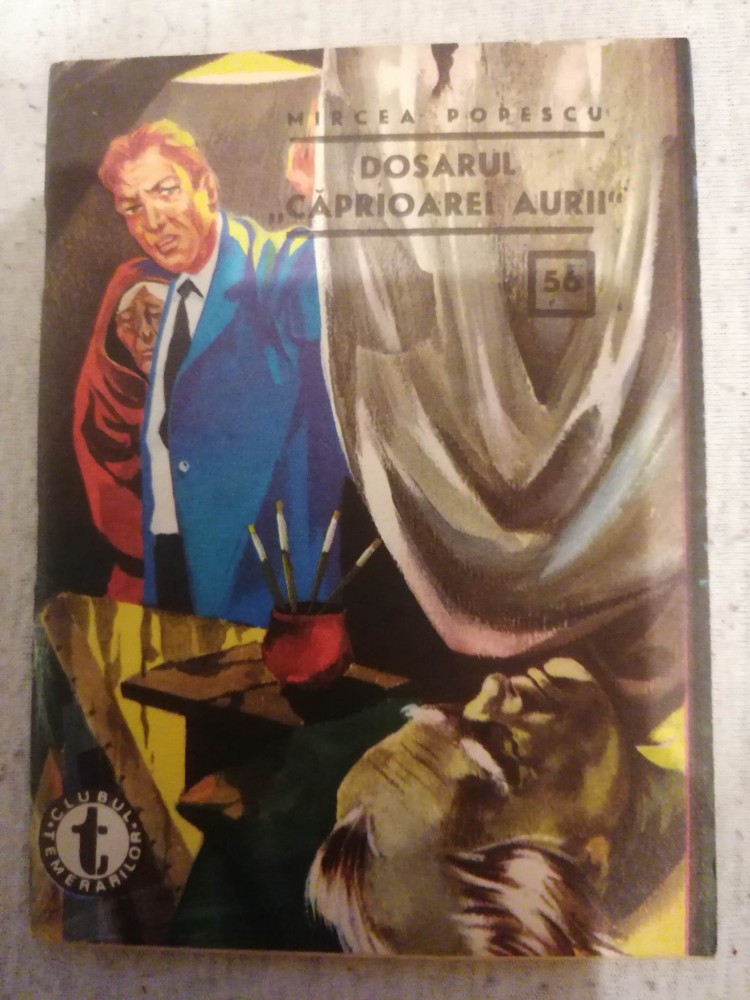 MIRCEA POPESCU
DOSARUL
„CĂPRIOAREI AURII“
56
CLUBUL
t
TEMERARILOR